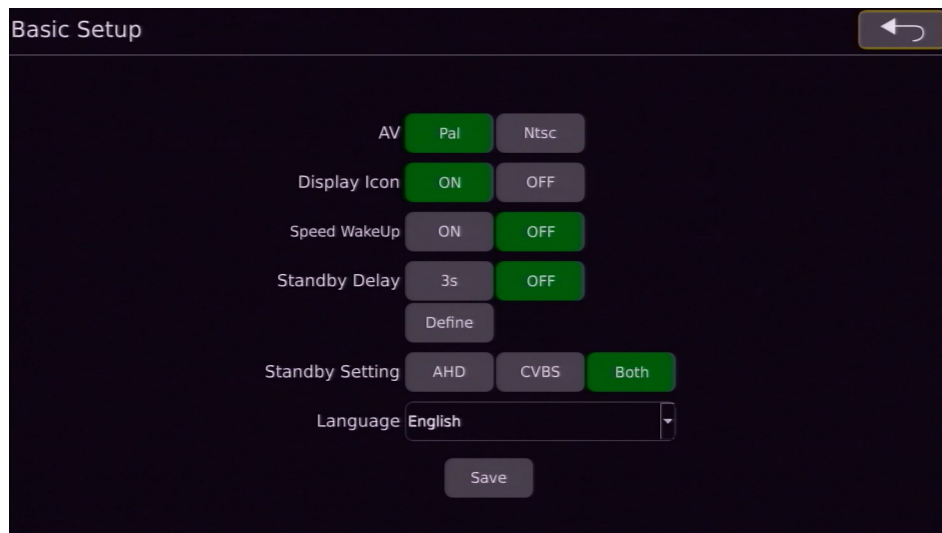 Basic Setup
AV Pal Ntsc
Display Icon ON OFF
Speed WakeUp ON OFF
Standby Delay 3s OFF
Define
Standby Setting AHD CVBS Both
Language English
Save